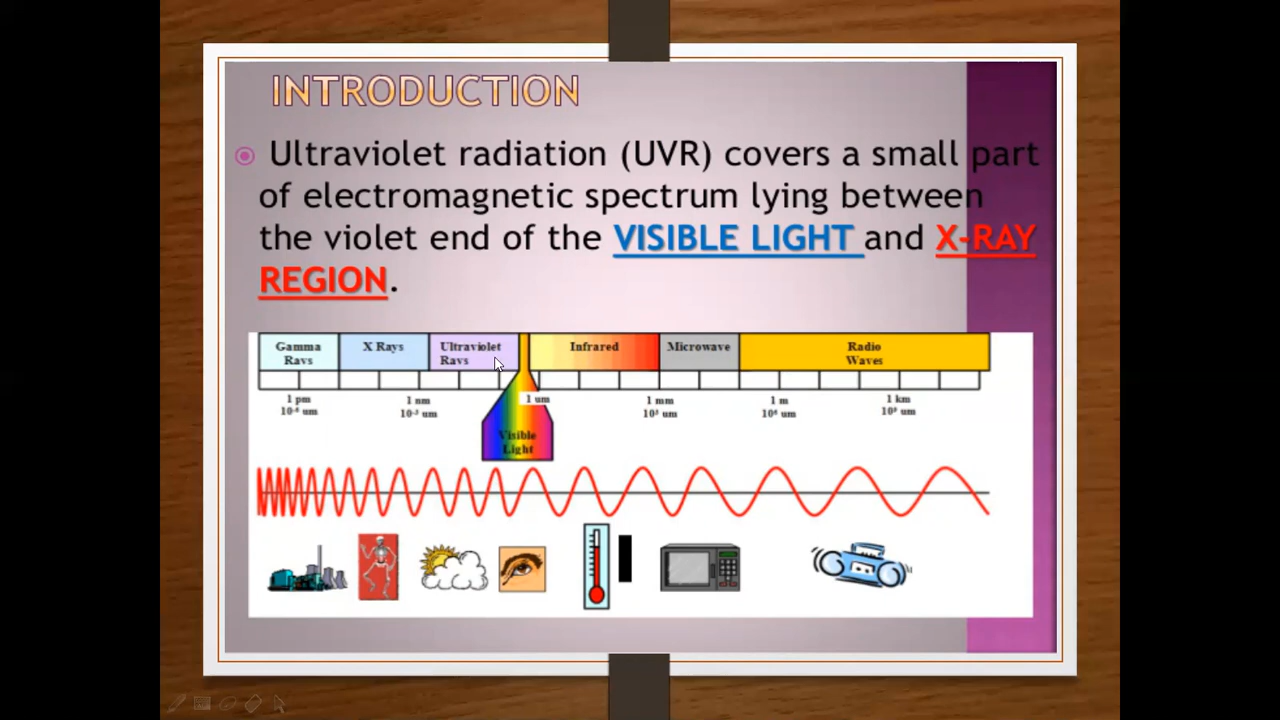 INTRODUCTION
Ultraviolet radiation (UVR) covers a small part
of electromagnetic spectrum lying between
the violet end of the VISIBLE LIGHT and X-RAY
REGION.
Gamma
Ravs
X Rays
Ultraviolet
Ravs
Infrared
Microwave
Radio
Waves
1 pm
10⁻⁶ um
1 nm
10⁻³ um
1 um
1 mm
10³ um
1 m
10⁶ um
1 km
10⁹ um
Visible
Light